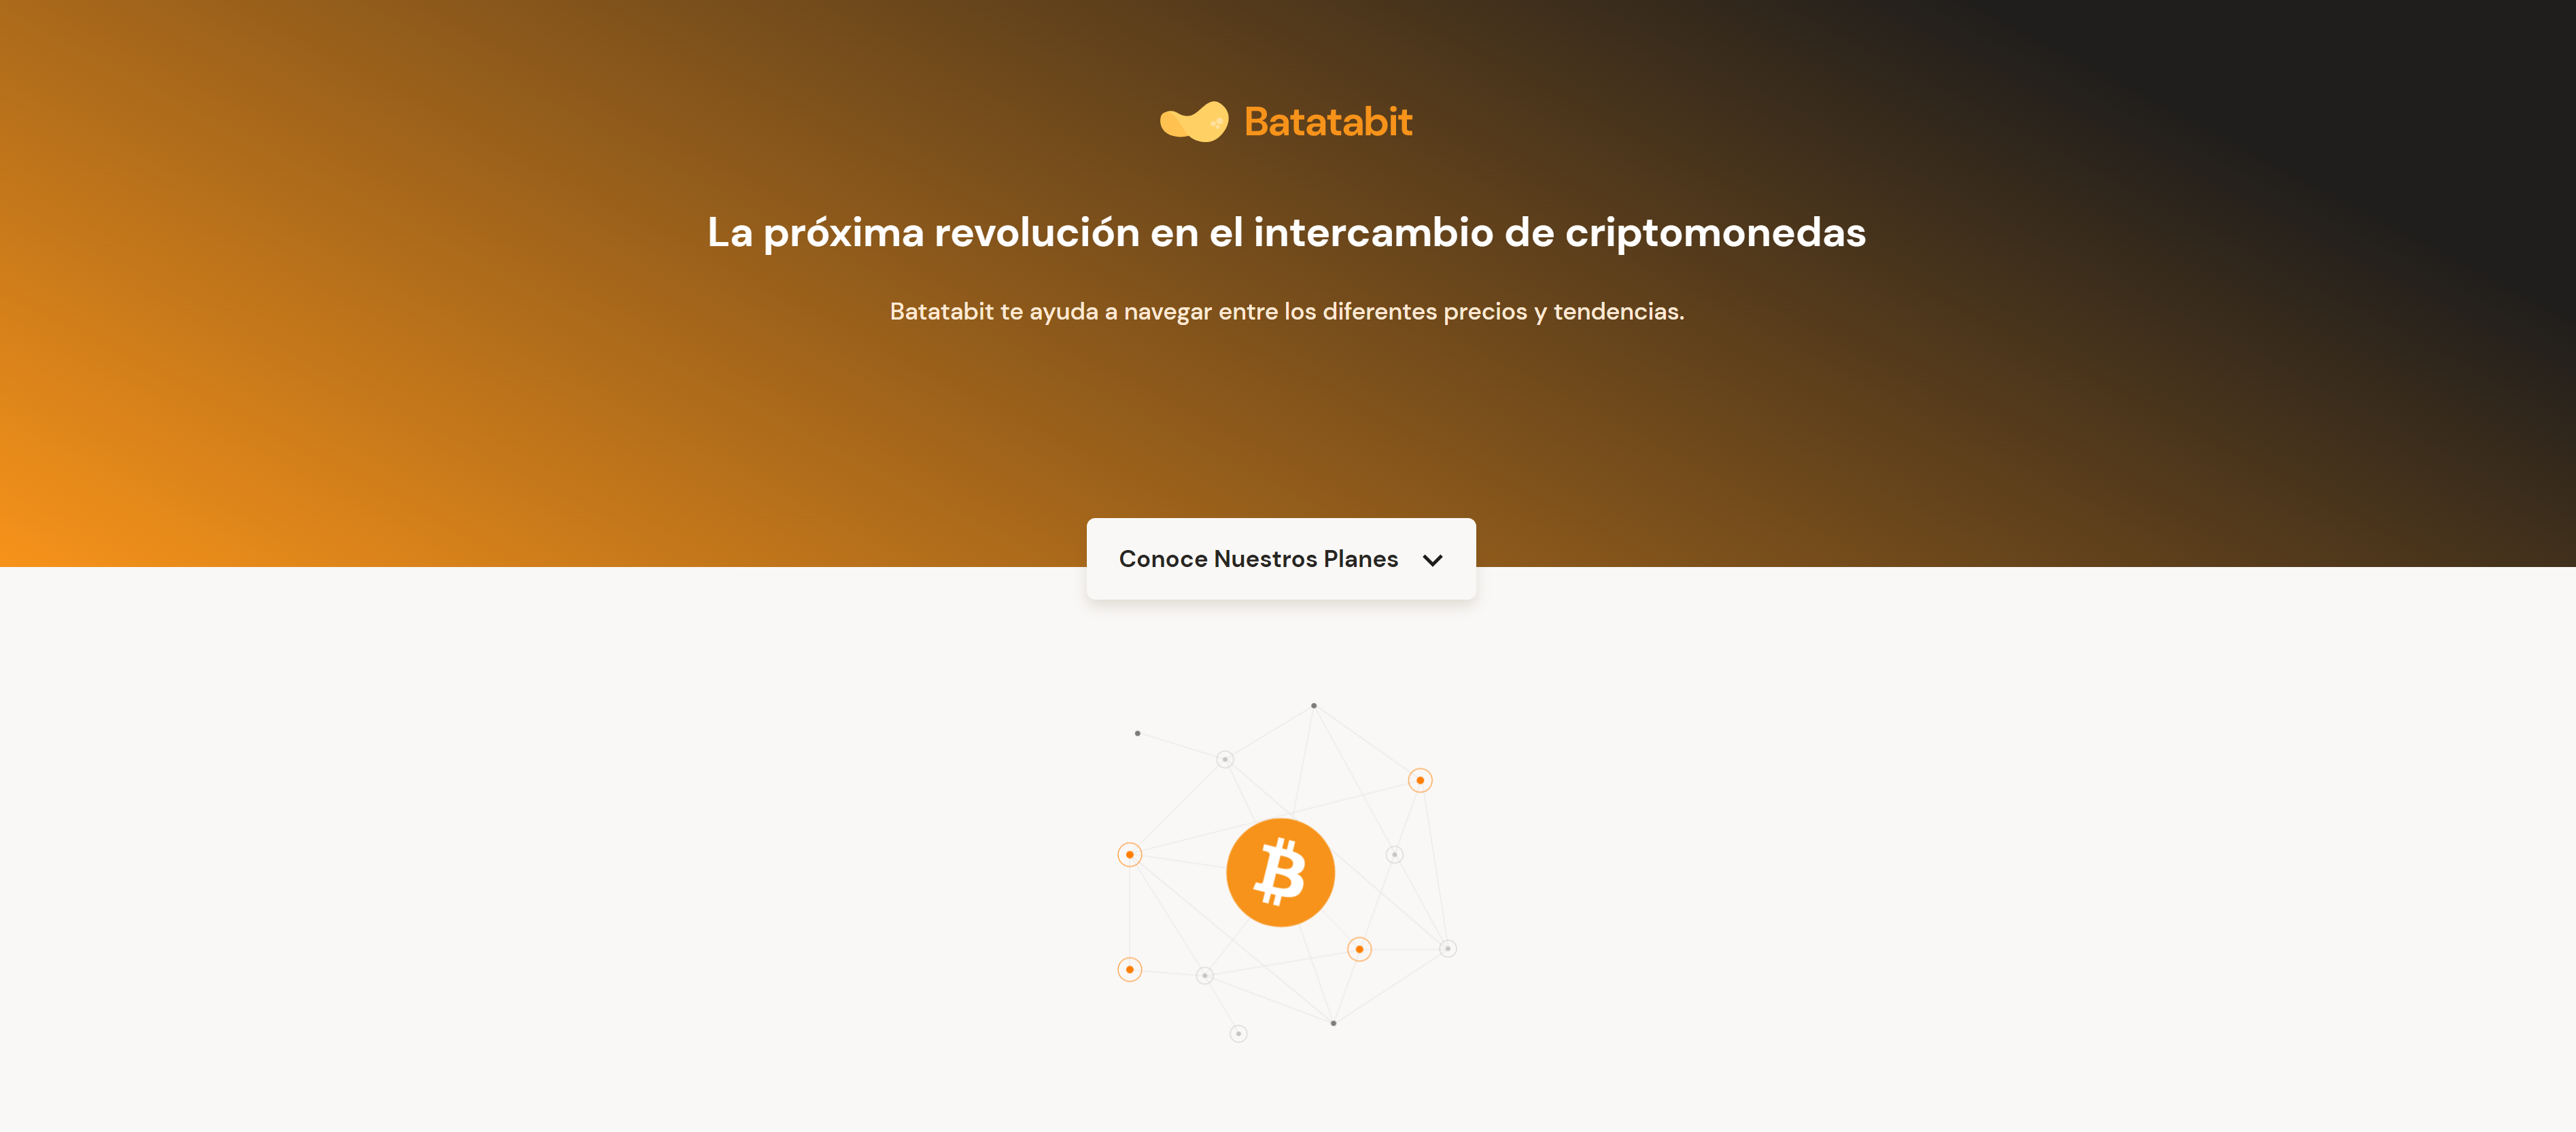 Batatabit
La próxima revolución en el intercambio de criptomonedas
Batatabit te ayuda a navegar entre los diferentes precios y tendencias.
Conoce Nuestros Planes